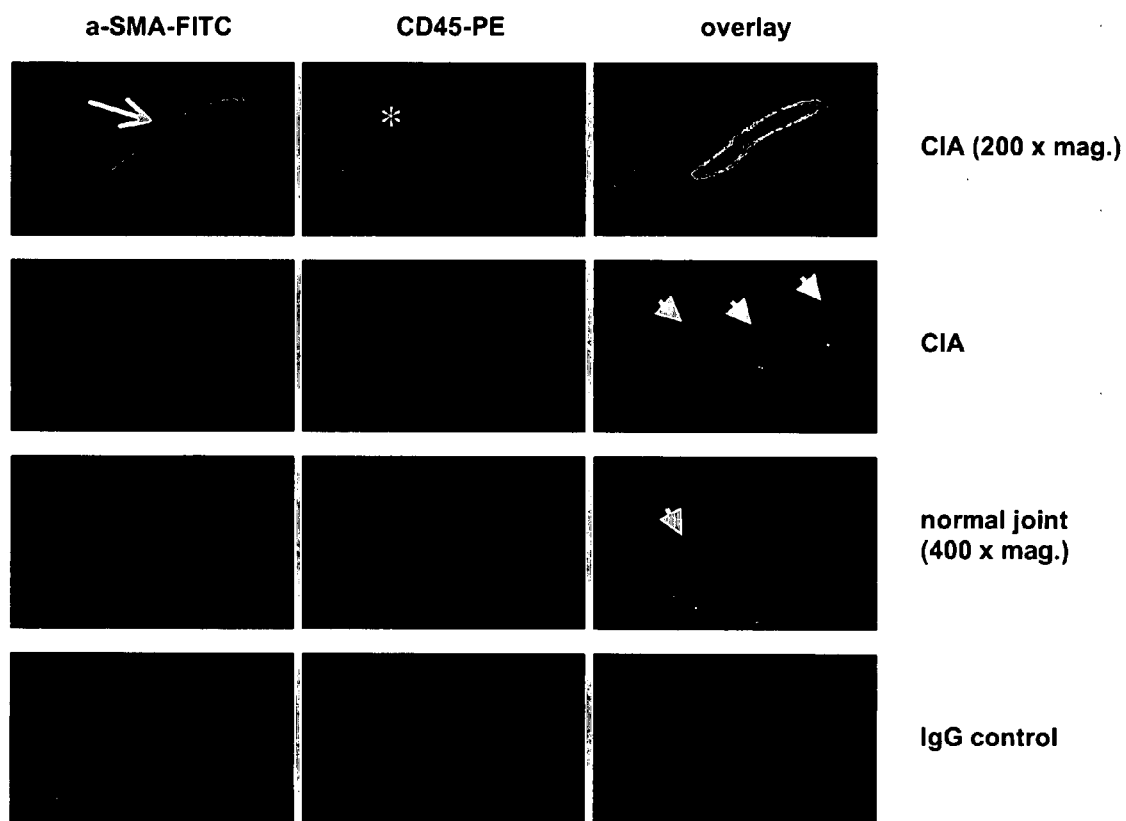 a-SMA-FITC CD45-PE overlay
*
CIA (200 x mag.)
CIA
normal joint
(400 x mag.)
IgG control